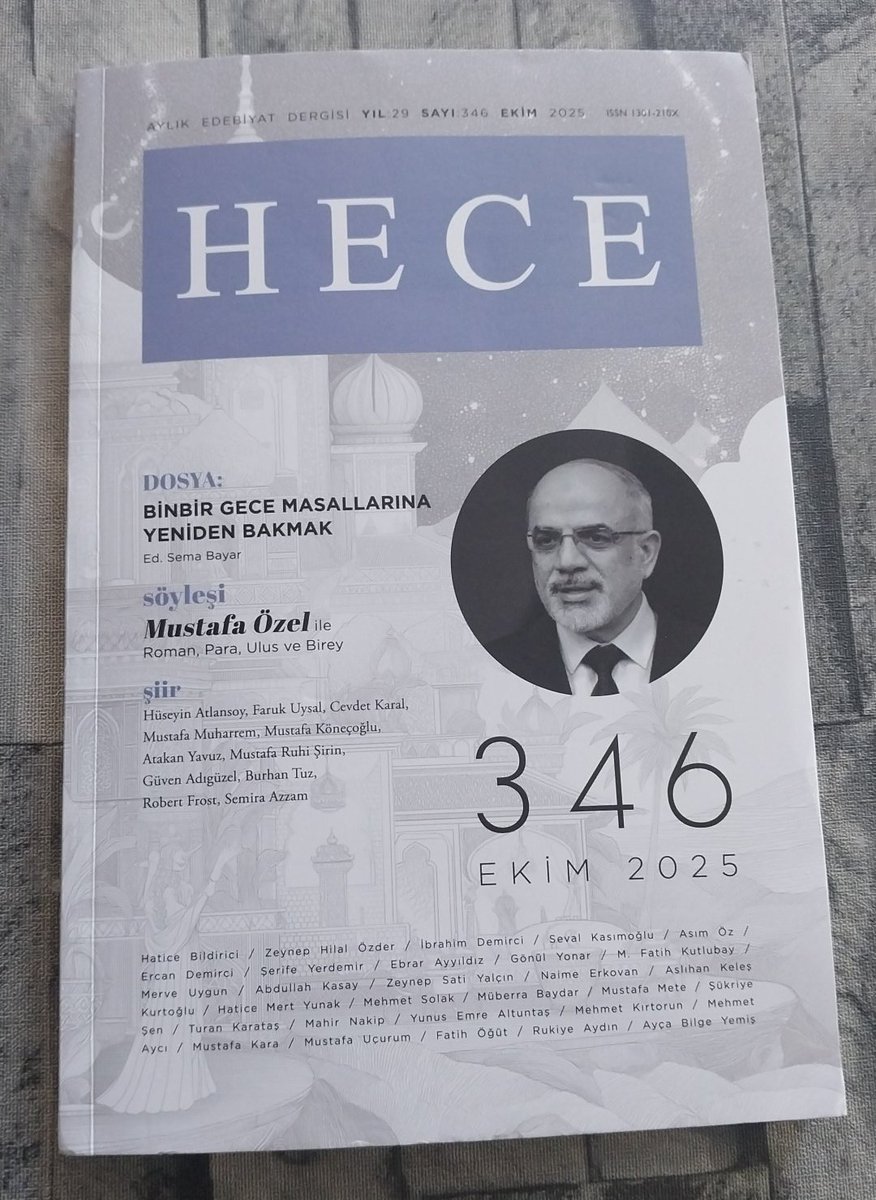 AYLIK EDEBİYAT DERGİSİ YIL:29 SAYI:346 EKİM 2025 ISSN 1301-210X
HECE
DOSYA:
BİNBİR GECE MASALLARINA
YENİDEN BAKMAK
Ed. Sema Bayar
söyleşi
Mustafa Özel ile
Roman, Para, Ulus ve Birey
şiir
Hüseyin Atlansoy, Faruk Uysal, Cevdet Karal,
Mustafa Muharrem, Mustafa Köneçoğlu,
Atakan Yavuz, Mustafa Ruhi Şirin,
Güven Adıgüzel, Burhan Tuz,
Robert Frost, Semira Azzam
346
EKİM 2025
Hatice Bildirici / Zeynep Hilal Özder / İbrahim Demirci / Seval Kasımoğlu / Asım Öz /
Ercan Demirci / Şerife Yerdemir / Ebrar Ayyıldız / Gönül Yonar / M. Fatih Kutlubay /
Merve Uygun / Abdullah Kasay / Zeynep Sati Yalçın / Naime Erkovan / Aslıhan Keleş
Kurtoğlu / Hatice Mert Yunak / Mehmet Solak / Müberra Baydar / Mustafa Mete / Şükriye
Şen / Turan Karataş / Mahir Nakip / Yunus Emre Altuntaş / Mehmet Kırtorun / Mehmet
Aycı / Mustafa Kara / Mustafa Uçurum / Fatih Öğüt / Rukiye Aydın / Ayça Bilge Yemiş